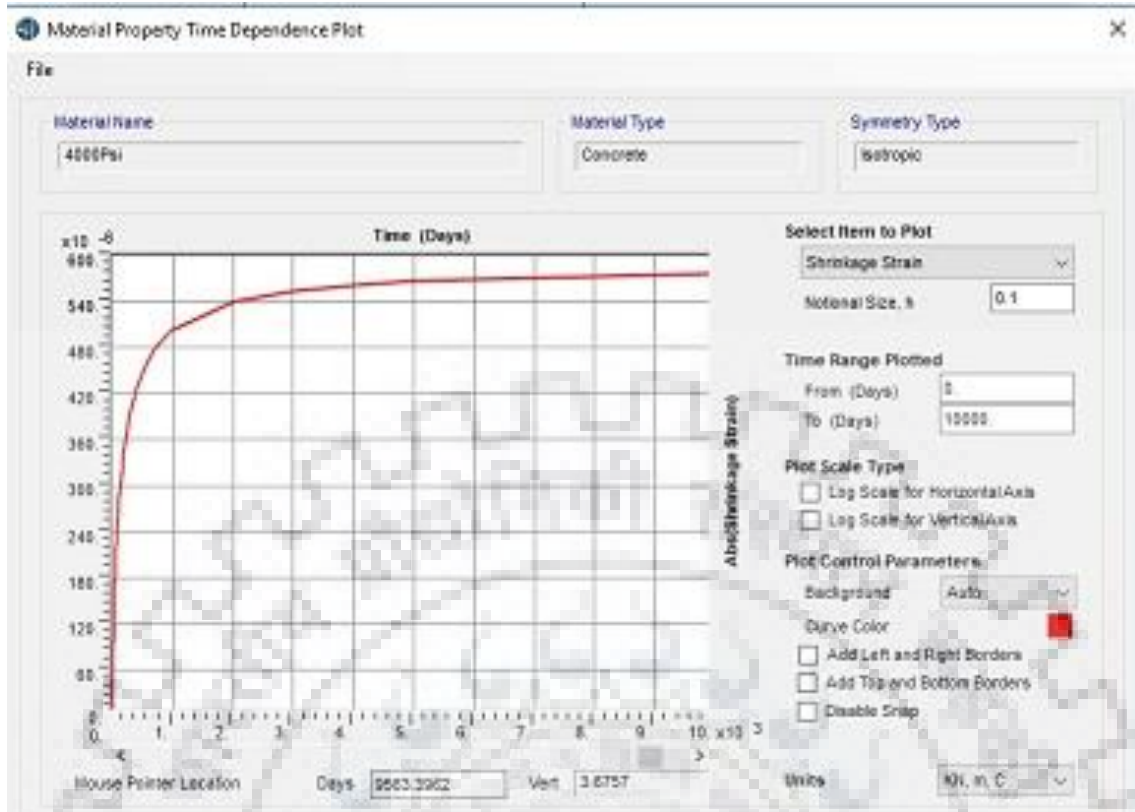 Material Property Time Dependence Plot
File
Material Name
Material Type
Symmetry Type
4000Psi
Concrete
Isotropic
x10 -6
Time (Days)
600.
540.
480.
420.
360.
300.
240.
180.
120.
60.
0.
0. 1. 2. 3. 4. 5. 6. 7. 8. 9. 10. x10 3
Abs(Shrinkage Strain)
Select Item to Plot
Shrinkage Strain
Notional Size, h 0.1
Time Range Plotted
From (Days) 0.
To (Days) 10000.
Plot Scale Type
Log Scale for Horizontal Axis
Log Scale for Vertical Axis
Plot Control Parameters
Background Auto
Curve Color
Add Left and Right Borders
Add Top and Bottom Borders
Disable Snap
Mouse Pointer Location Days 9563.3962 Vert 3.6757
Units KN, m, C